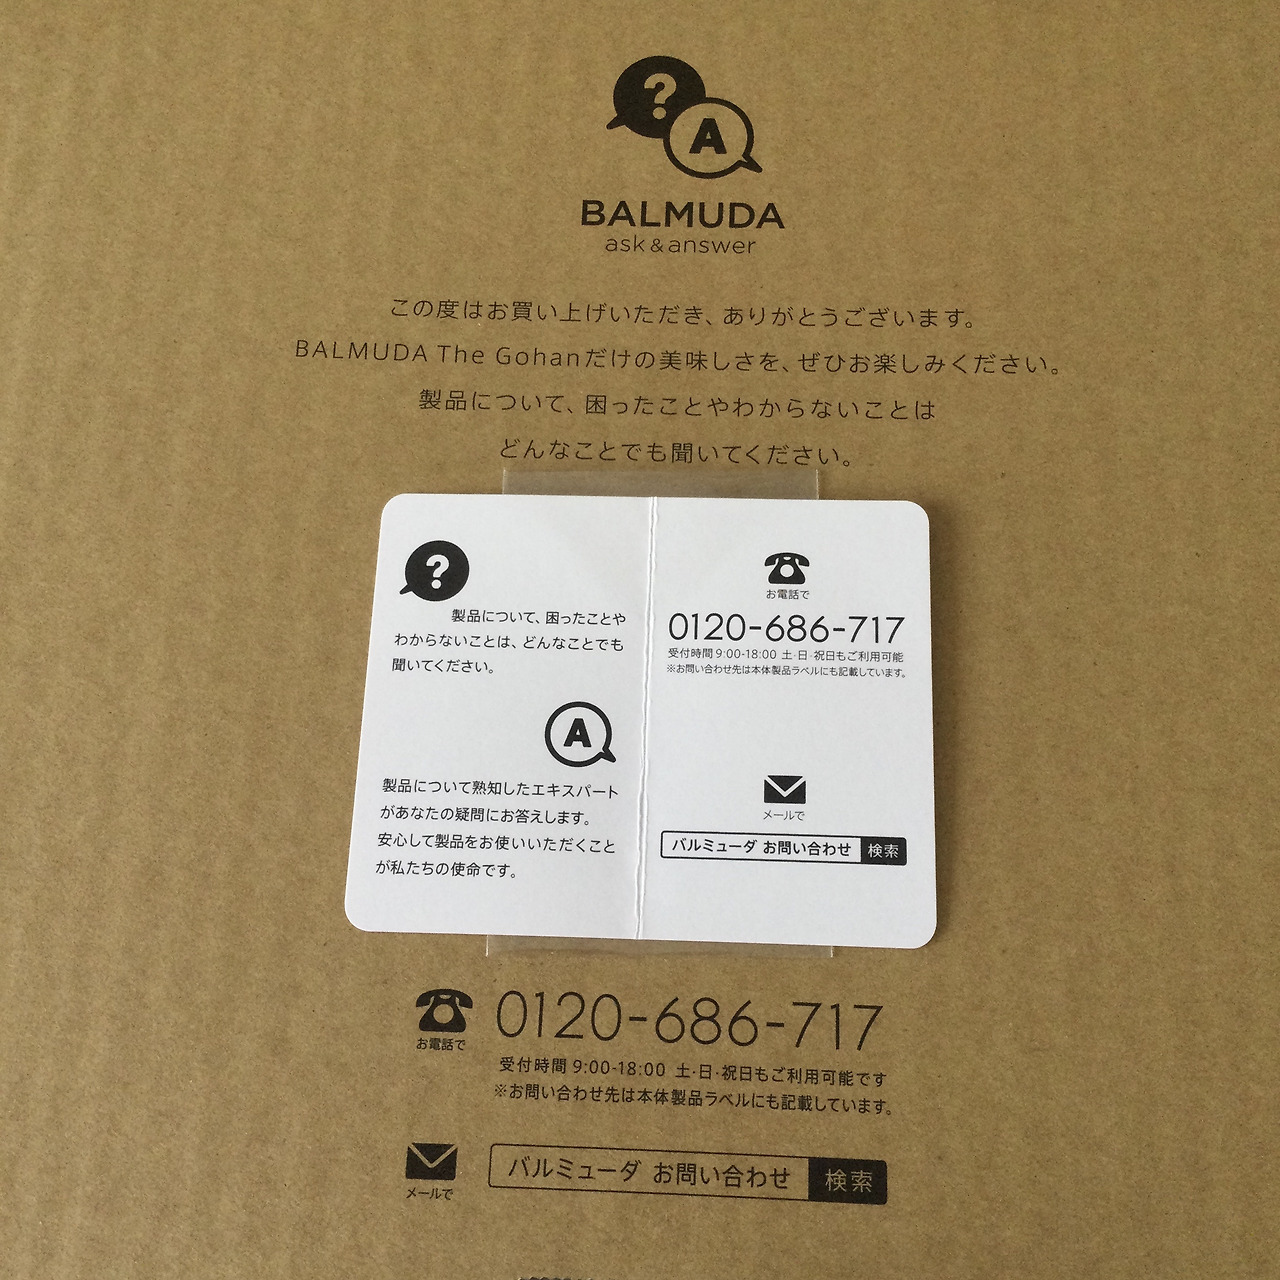 ?
A
BALMUDA
ask & answer
この度はお買い上げいただき、ありがとうございます。
BALMUDA The Gohanだけの美味しさを、ぜひお楽しみください。
製品について、困ったことやわからないことは
どんなことでも聞いてください。
?
製品について、困ったことや
わからないことは、どんなことでも
聞いてください。
A
製品について熟知したエキスパート
があなたの疑問にお答えします。
安心して製品をお使いいただくこと
が私たちの使命です。
お電話で
0120-686-717
受付時間 9:00-18:00 土・日・祝日もご利用可能
※お問い合わせ先は本体製品ラベルにも記載しています。
メールで
バルミューダ お問い合わせ 検索
お電話で
0120-686-717
受付時間 9:00-18:00 土・日・祝日もご利用可能です
※お問い合わせ先は本体製品ラベルにも記載しています。
メールで
バルミューダ お問い合わせ 検索